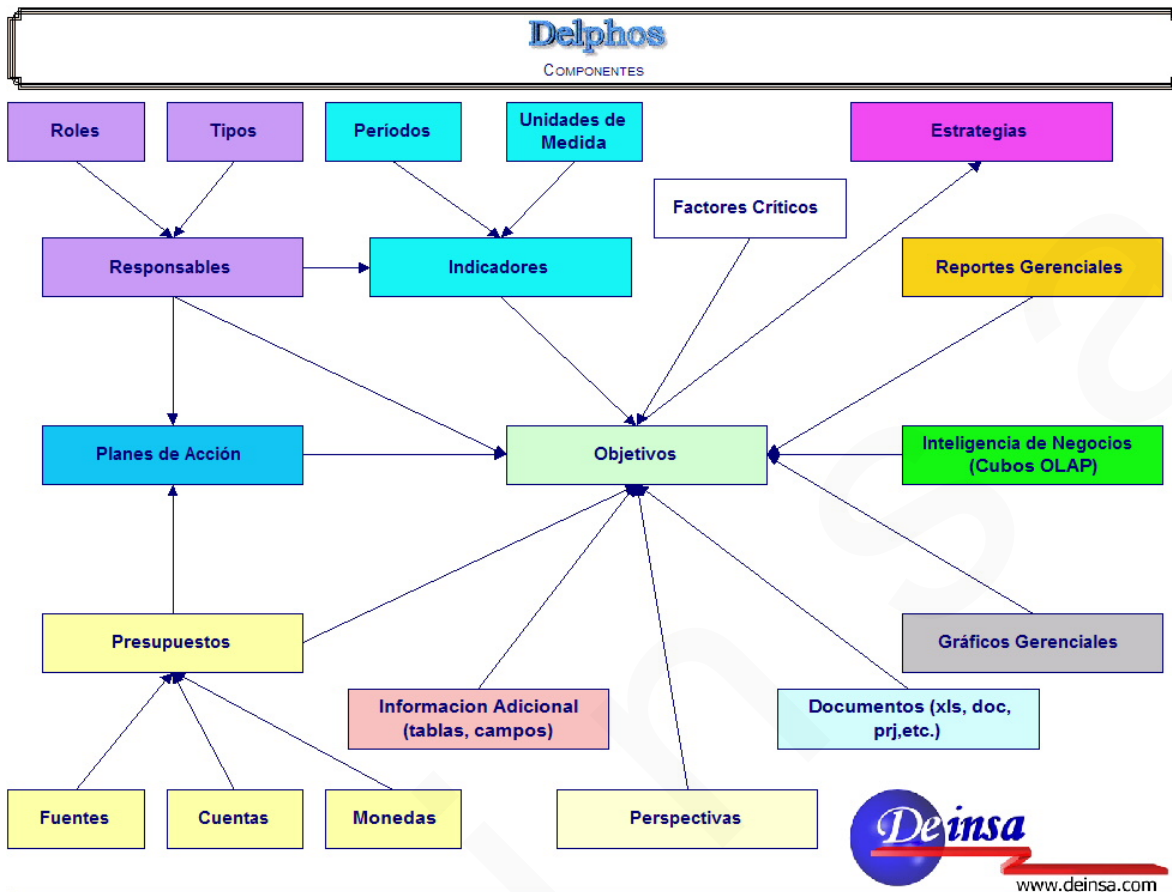 Delphos
COMPONENTES
Roles
Tipos
Períodos
Unidades de
Medida
Estrategias
Factores Críticos
Responsables
Indicadores
Reportes Gerenciales
Planes de Acción
Objetivos
Inteligencia de Negocios
(Cubos OLAP)
Presupuestos
Gráficos Gerenciales
Informacion Adicional
(tablas, campos)
Documentos (xls, doc,
prj,etc.)
Fuentes
Cuentas
Monedas
Perspectivas
Deinsa
www.deinsa.com